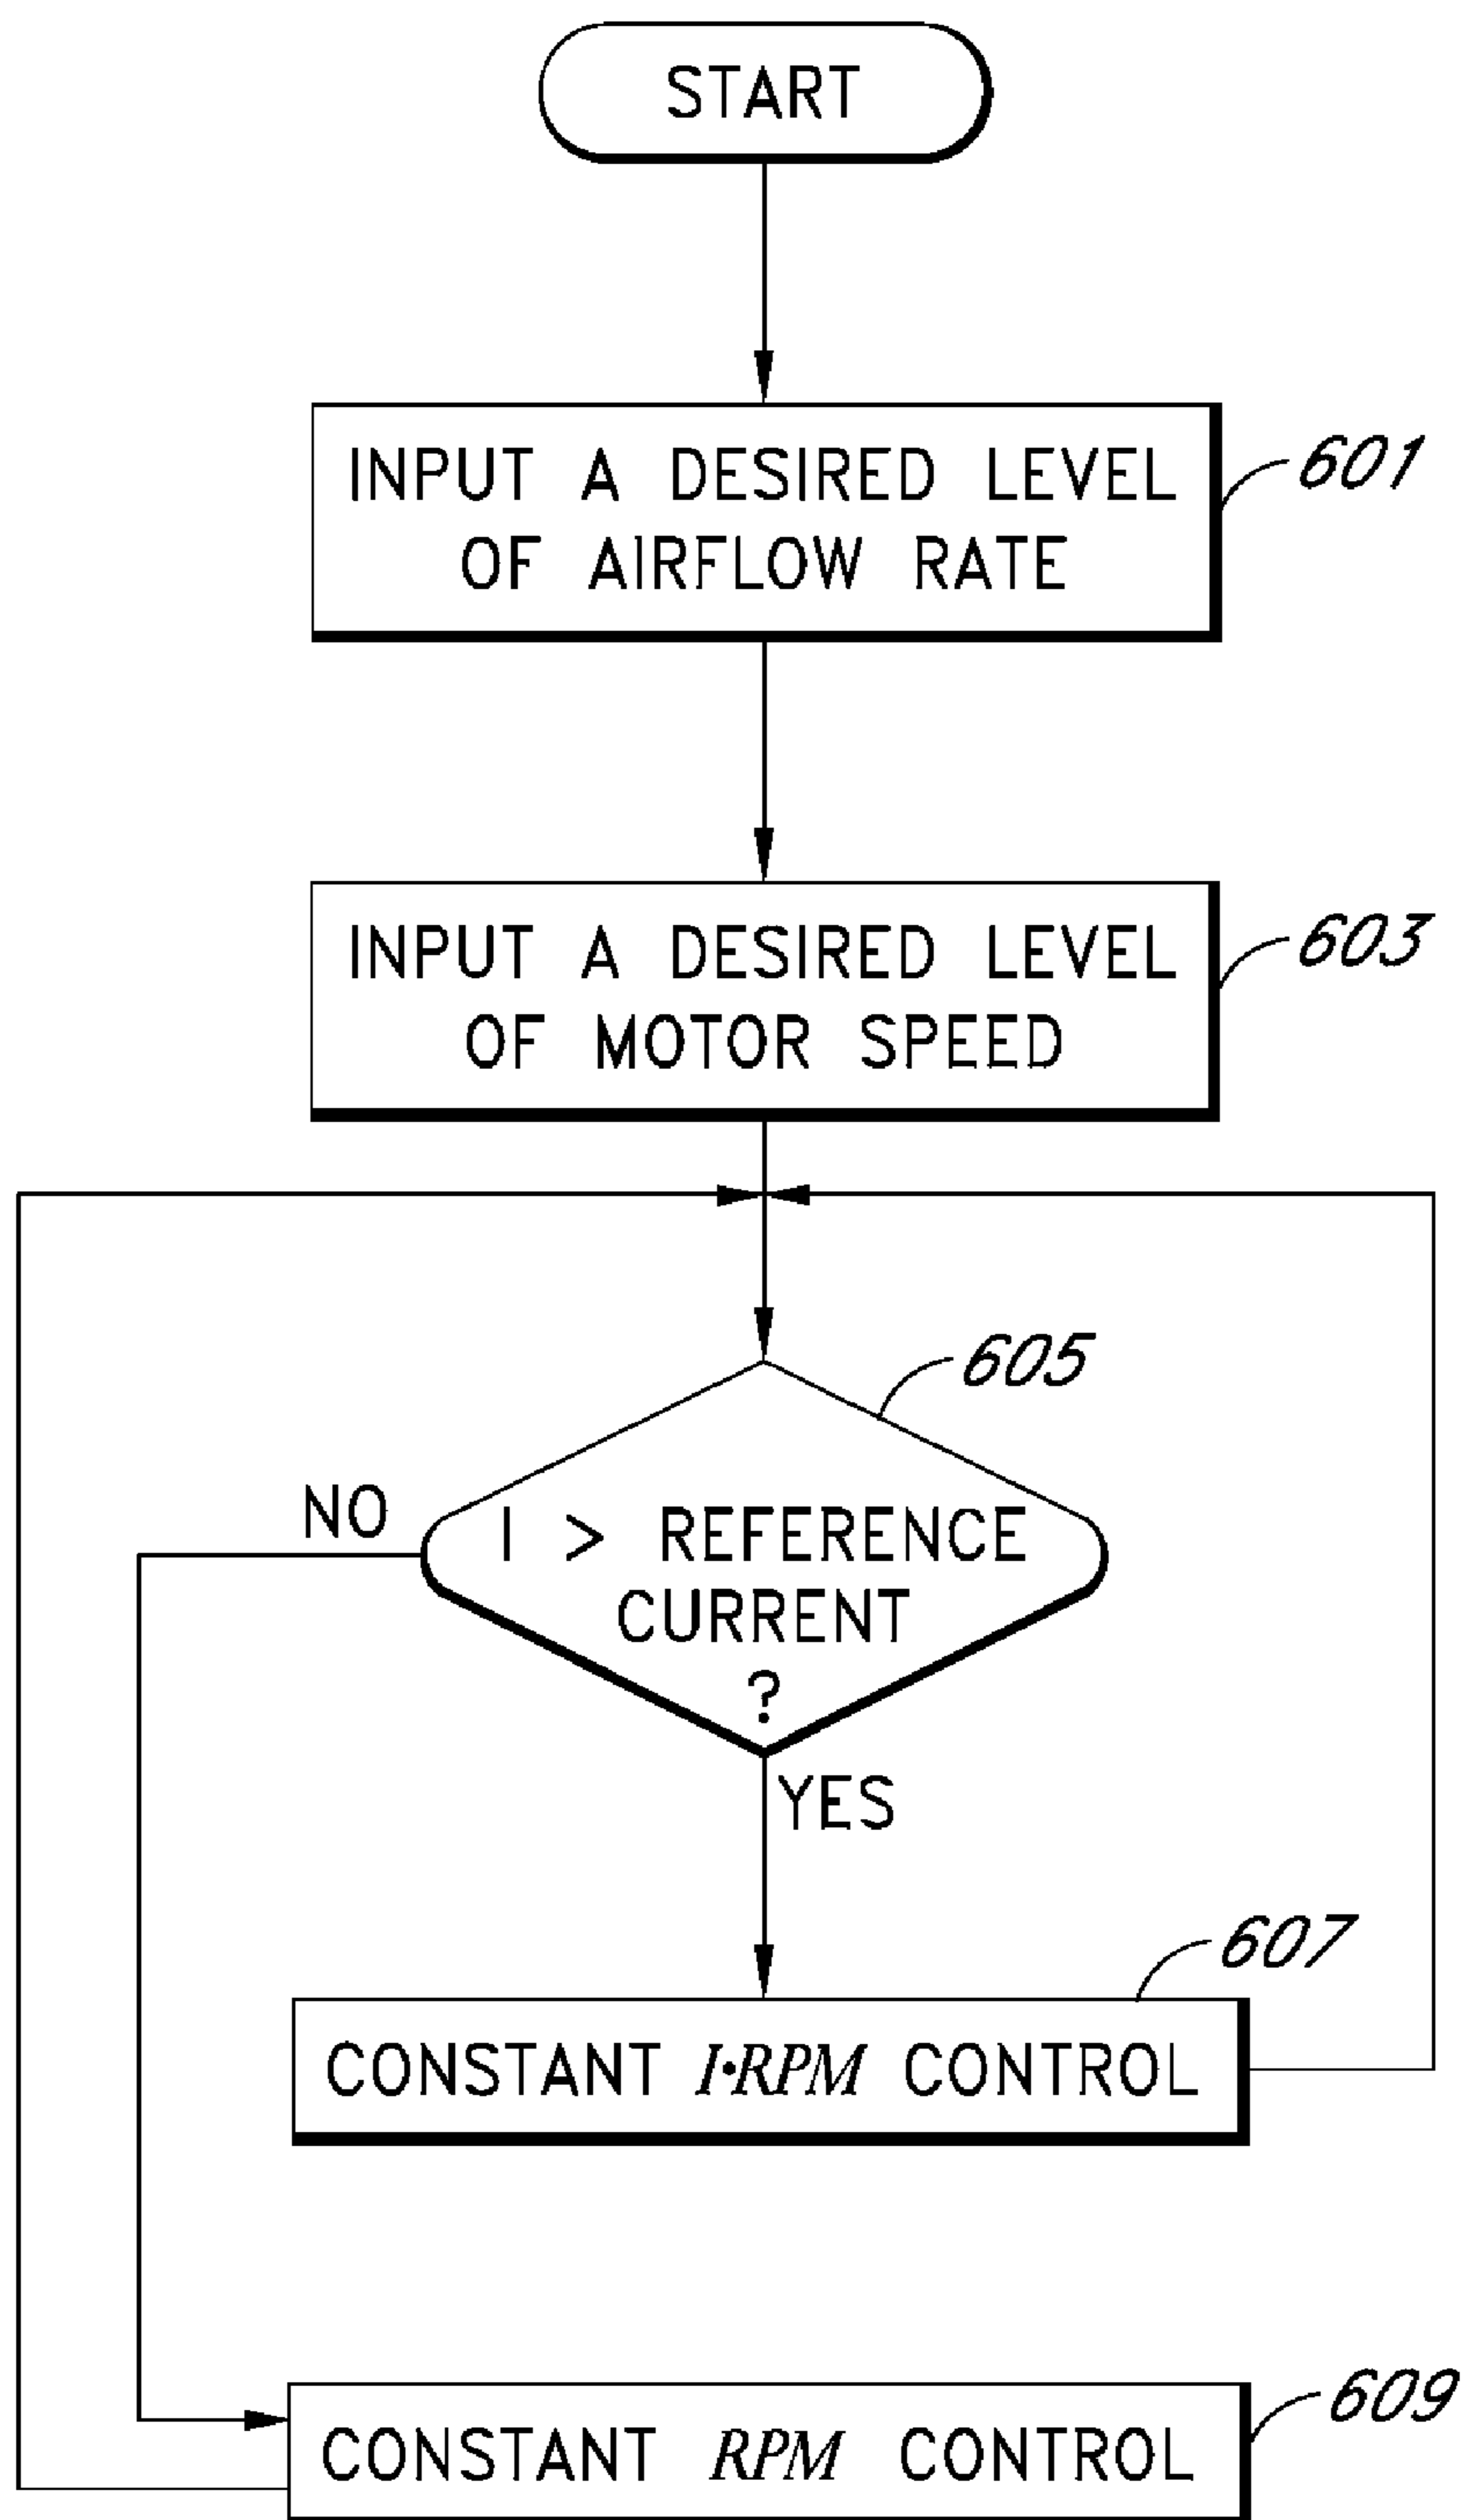 START
INPUT A DESIRED LEVEL
OF AIRFLOW RATE
601
INPUT A DESIRED LEVEL
OF MOTOR SPEED
603
605
NO
I > REFERENCE
CURRENT
?
YES
607
CONSTANT I·RPM CONTROL
609
CONSTANT RPM CONTROL